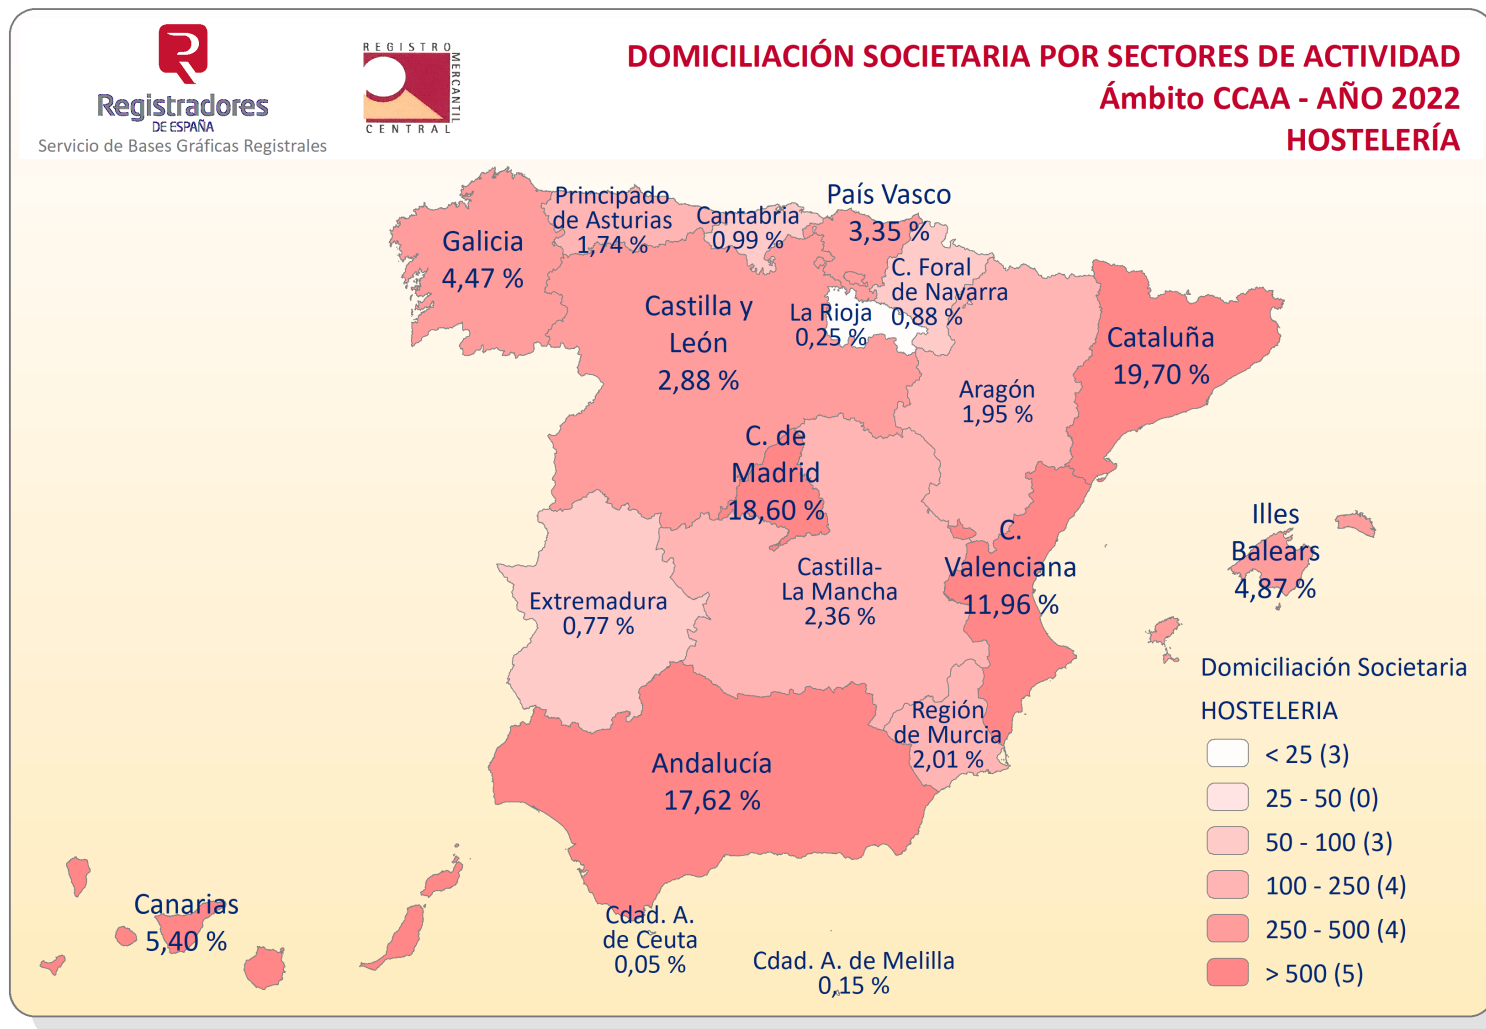 Registradores
DE ESPAÑA
Servicio de Bases Gráficas Registrales
REGISTRO
MERCANTIL
CENTRAL
DOMICILIACIÓN SOCIETARIA POR SECTORES DE ACTIVIDAD
Ámbito CCAA - AÑO 2022
HOSTELERÍA
Galicia
4,47 %
Principado
de Asturias
1,74 %
Cantabria
0,99 %
País Vasco
3,35 %
C. Foral
de Navarra
0,88 %
La Rioja
0,25 %
Castilla y
León
2,88 %
Aragón
1,95 %
Cataluña
19,70 %
C. de
Madrid
18,60 %
Castilla-
La Mancha
2,36 %
C.
Valenciana
11,96 %
Illes
Balears
4,87 %
Extremadura
0,77 %
Región
de Murcia
2,01 %
Andalucía
17,62 %
Canarias
5,40 %
Cdad. A.
de Ceuta
0,05 %
Cdad. A. de Melilla
0,15 %
Domiciliación Societaria
HOSTELERIA
< 25 (3)
25 - 50 (0)
50 - 100 (3)
100 - 250 (4)
250 - 500 (4)
> 500 (5)